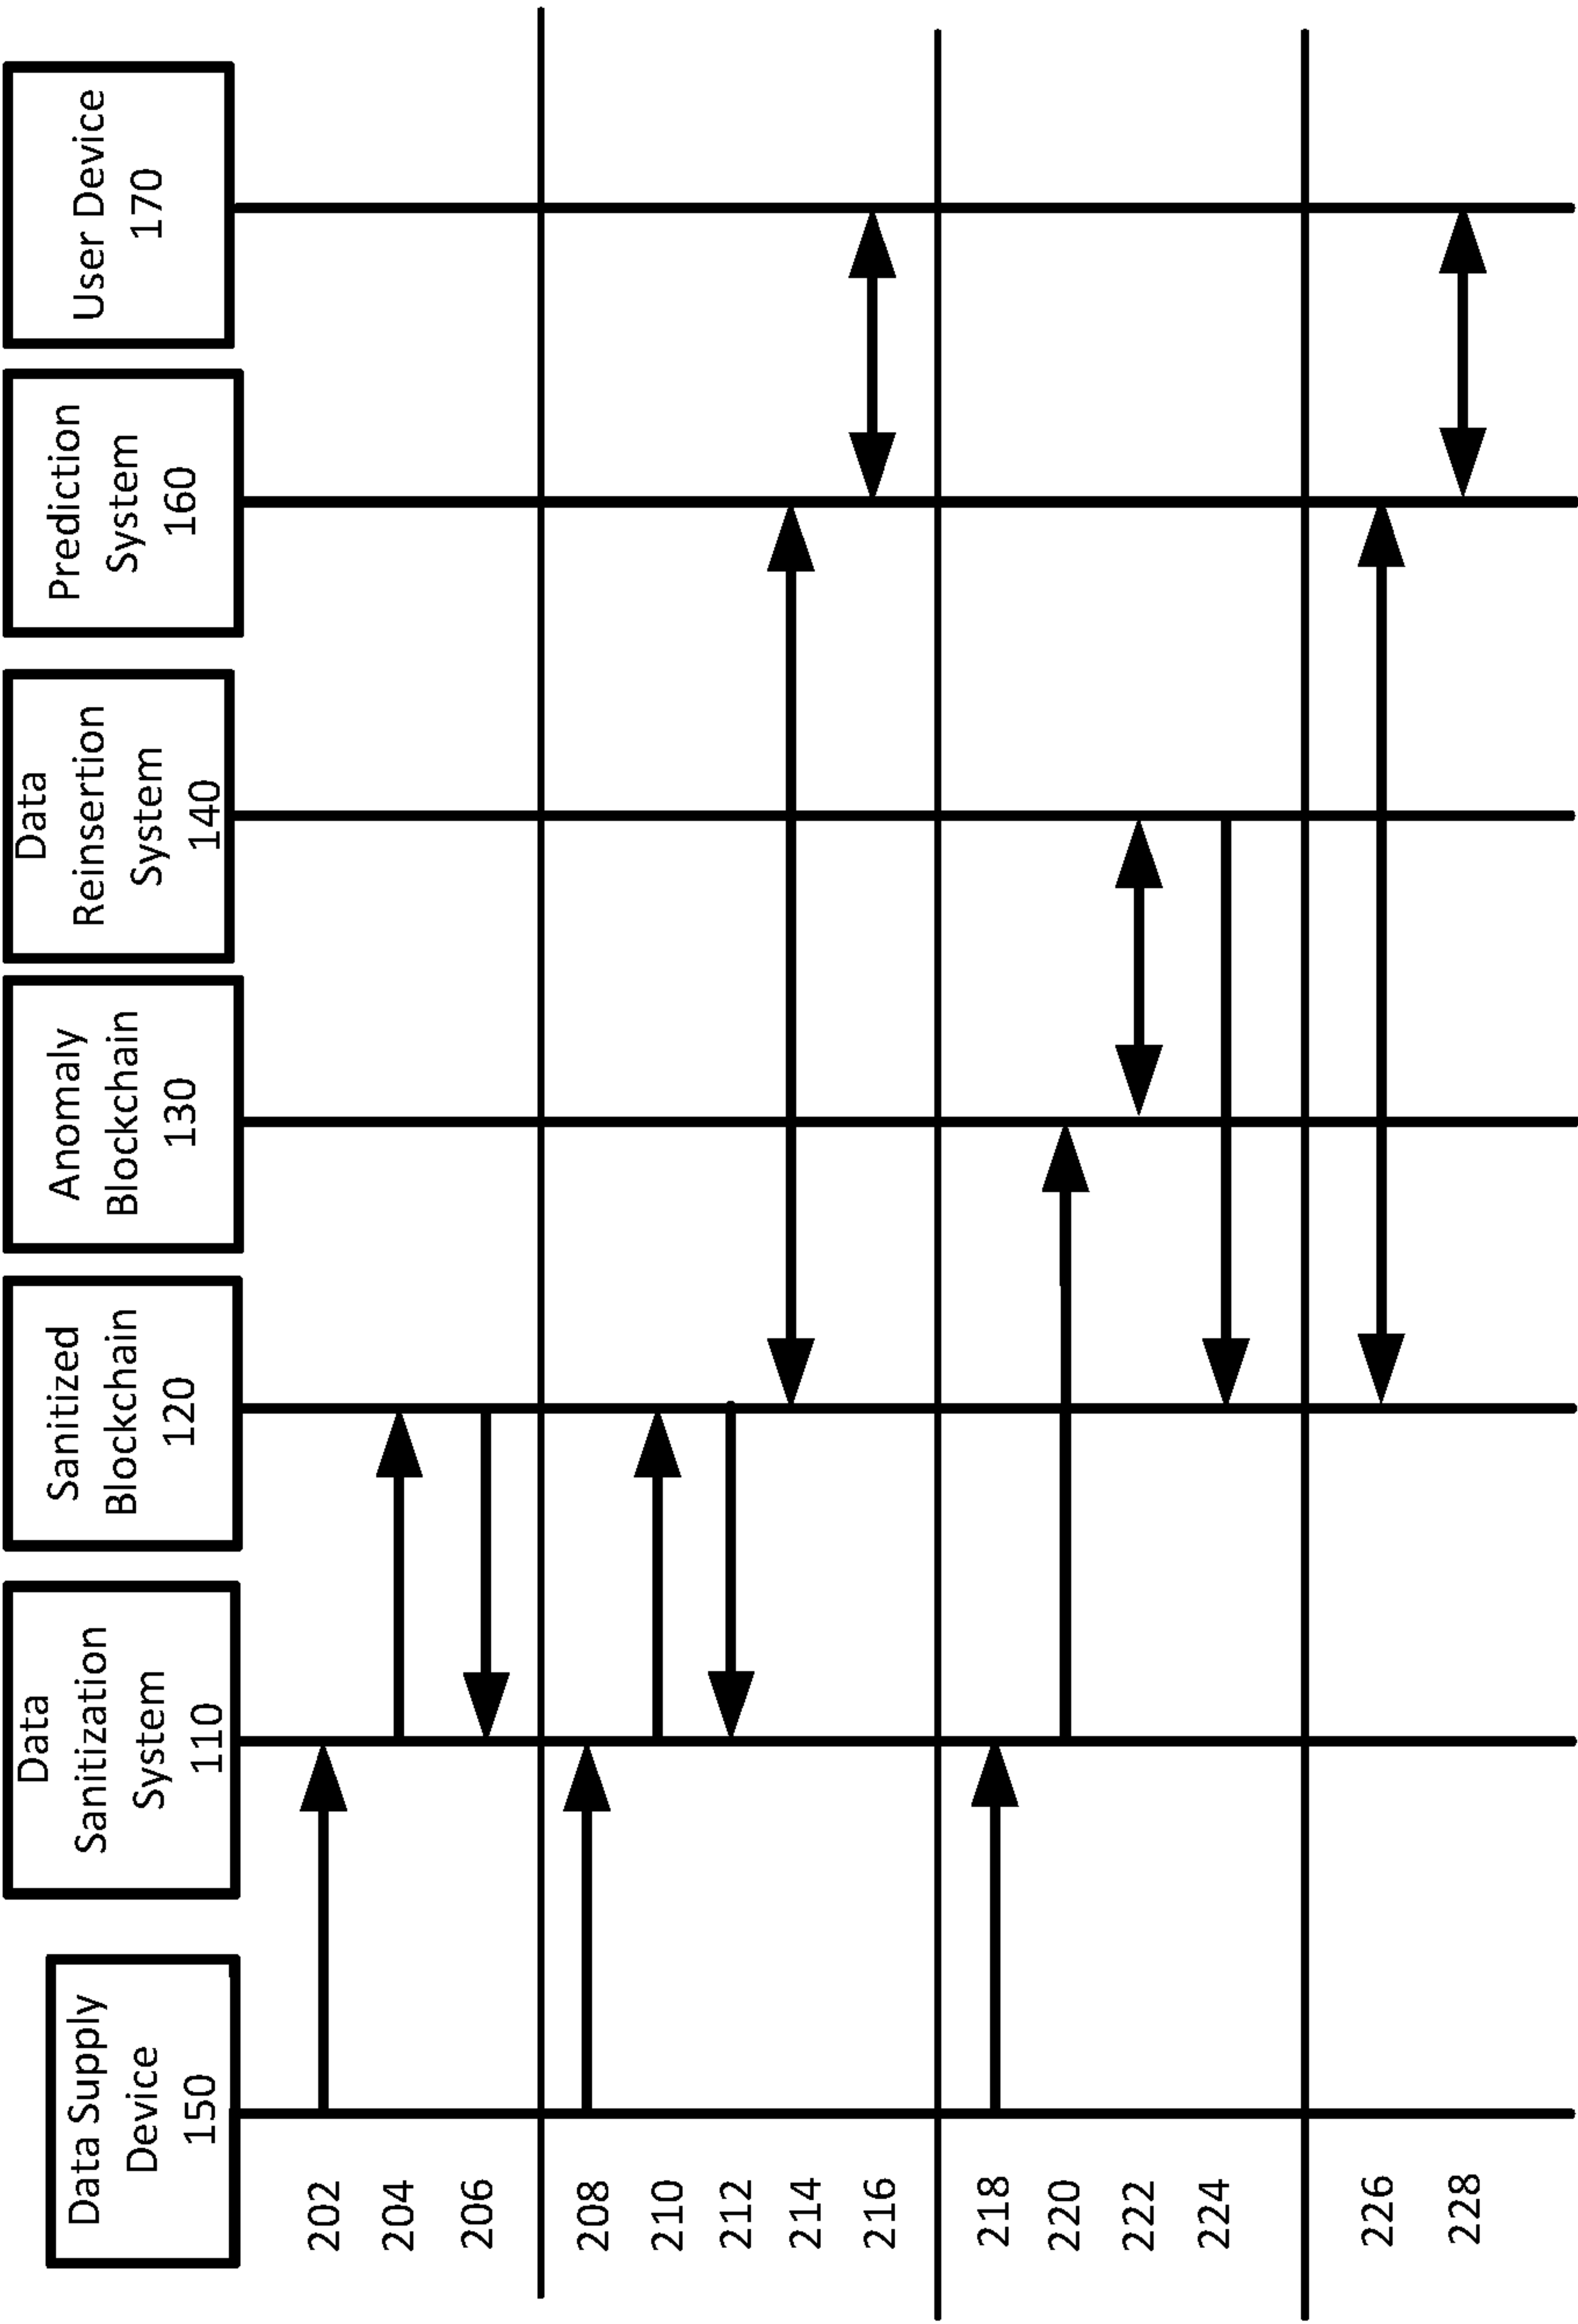 Data Supply
Device
150
Data
Sanitization
System
110
Sanitized
Blockchain
120
Anomaly
Blockchain
130
Data
Reinsertion
System
140
Prediction
System
160
User Device
170
202
204
206
208
210
212
214
216
218
220
222
224
226
228